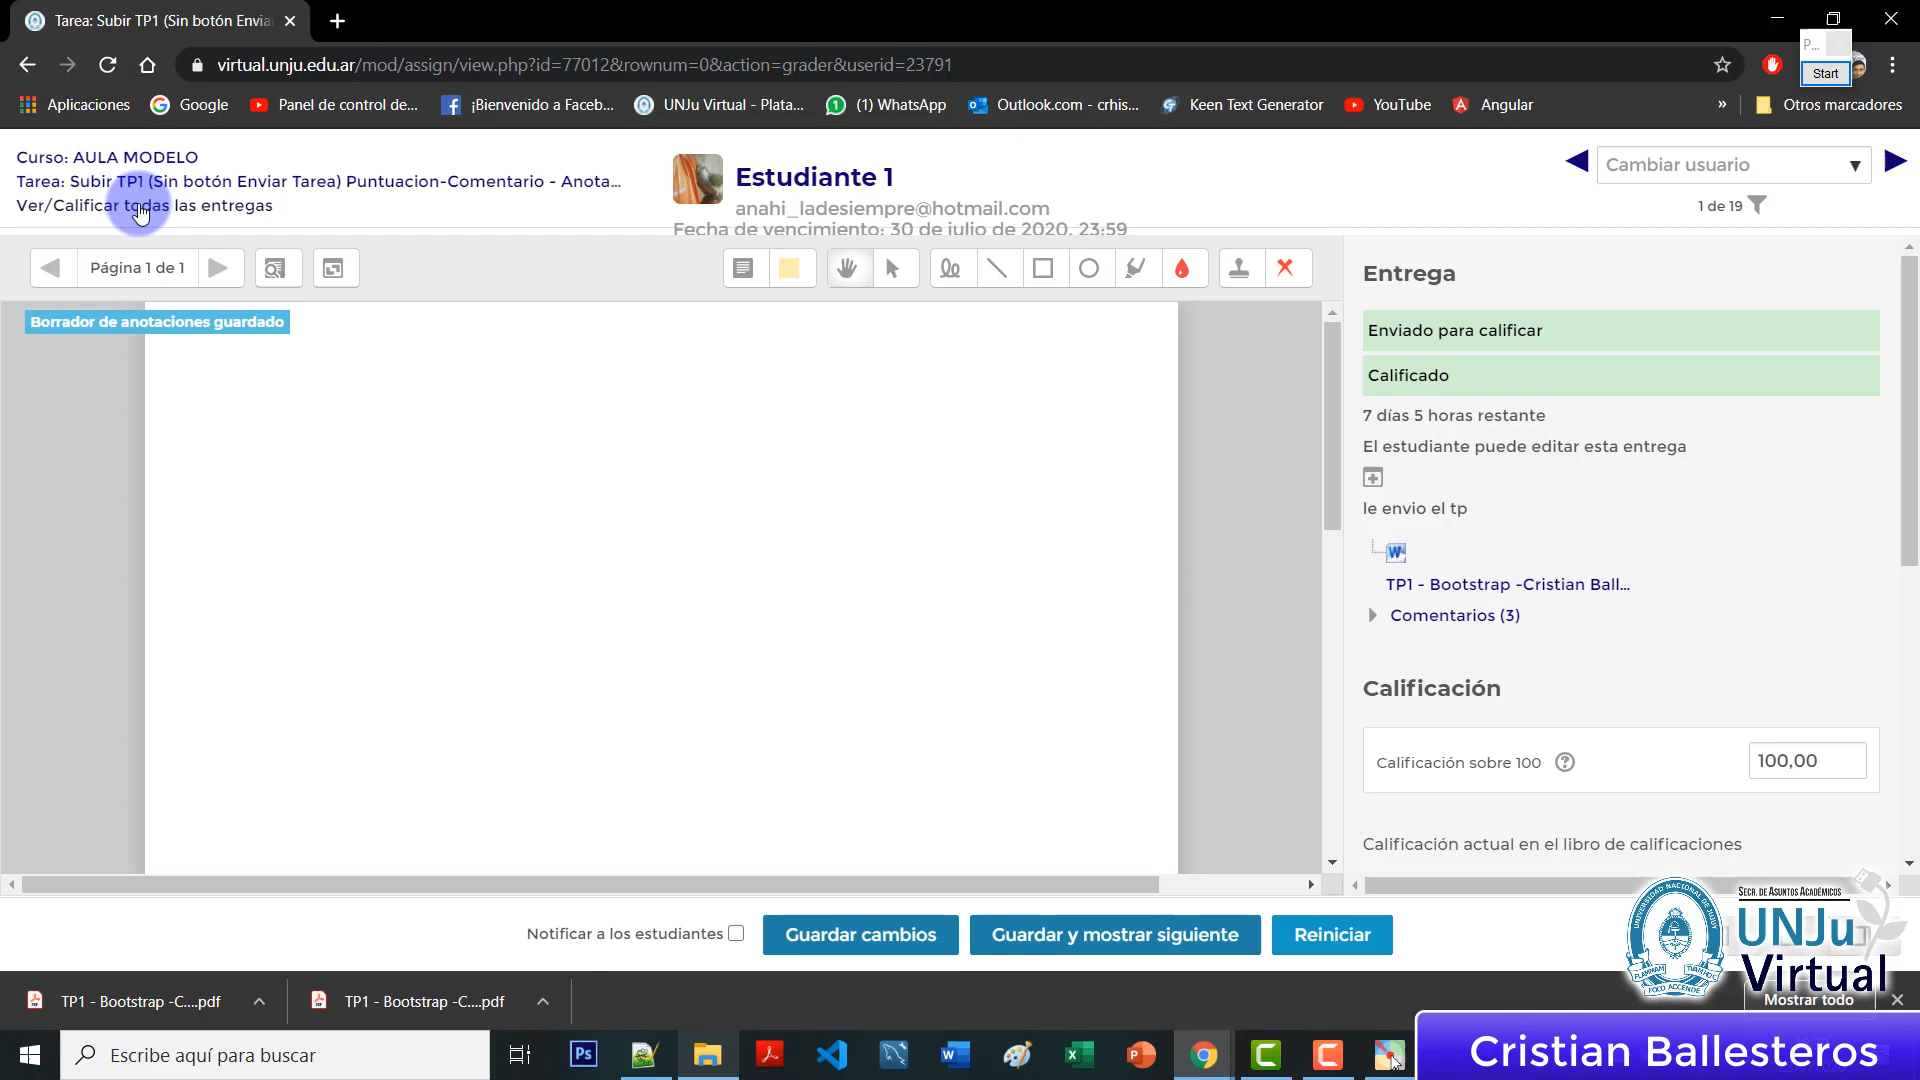 Tarea: Subir TP1 (Sin botón Envia
P...
Start
virtual.unju.edu.ar/mod/assign/view.php?id=77012&rownum=0&action=grader&userid=23791
Aplicaciones
Google
Panel de control de...
¡Bienvenido a Faceb...
UNJu Virtual - Plata...
(1) WhatsApp
Outlook.com - crhis...
Keen Text Generator
YouTube
Angular
»
Otros marcadores
Curso: AULA MODELO
Tarea: Subir TP1 (Sin botón Enviar Tarea) Puntuacion-Comentario - Anota...
Ver/Calificar todas las entregas
Estudiante 1
anahi_ladesiempre@hotmail.com
Fecha de vencimiento: 30 de julio de 2020, 23:59
Cambiar usuario
1 de 19
Página 1 de 1
Borrador de anotaciones guardado
Entrega
Enviado para calificar
Calificado
7 días 5 horas restante
El estudiante puede editar esta entrega
le envio el tp
TP1 - Bootstrap -Cristian Ball...
Comentarios (3)
Calificación
Calificación sobre 100
100,00
Calificación actual en el libro de calificaciones
Notificar a los estudiantes
Guardar cambios
Guardar y mostrar siguiente
Reiniciar
UNIVERSIDAD NACIONAL DE JUJUY
Secr. de Asuntos Académicos
UNJu
Virtual
TP1 - Bootstrap -C....pdf
TP1 - Bootstrap -C....pdf
Mostrar todo
Escribe aquí para buscar
Cristian Ballesteros